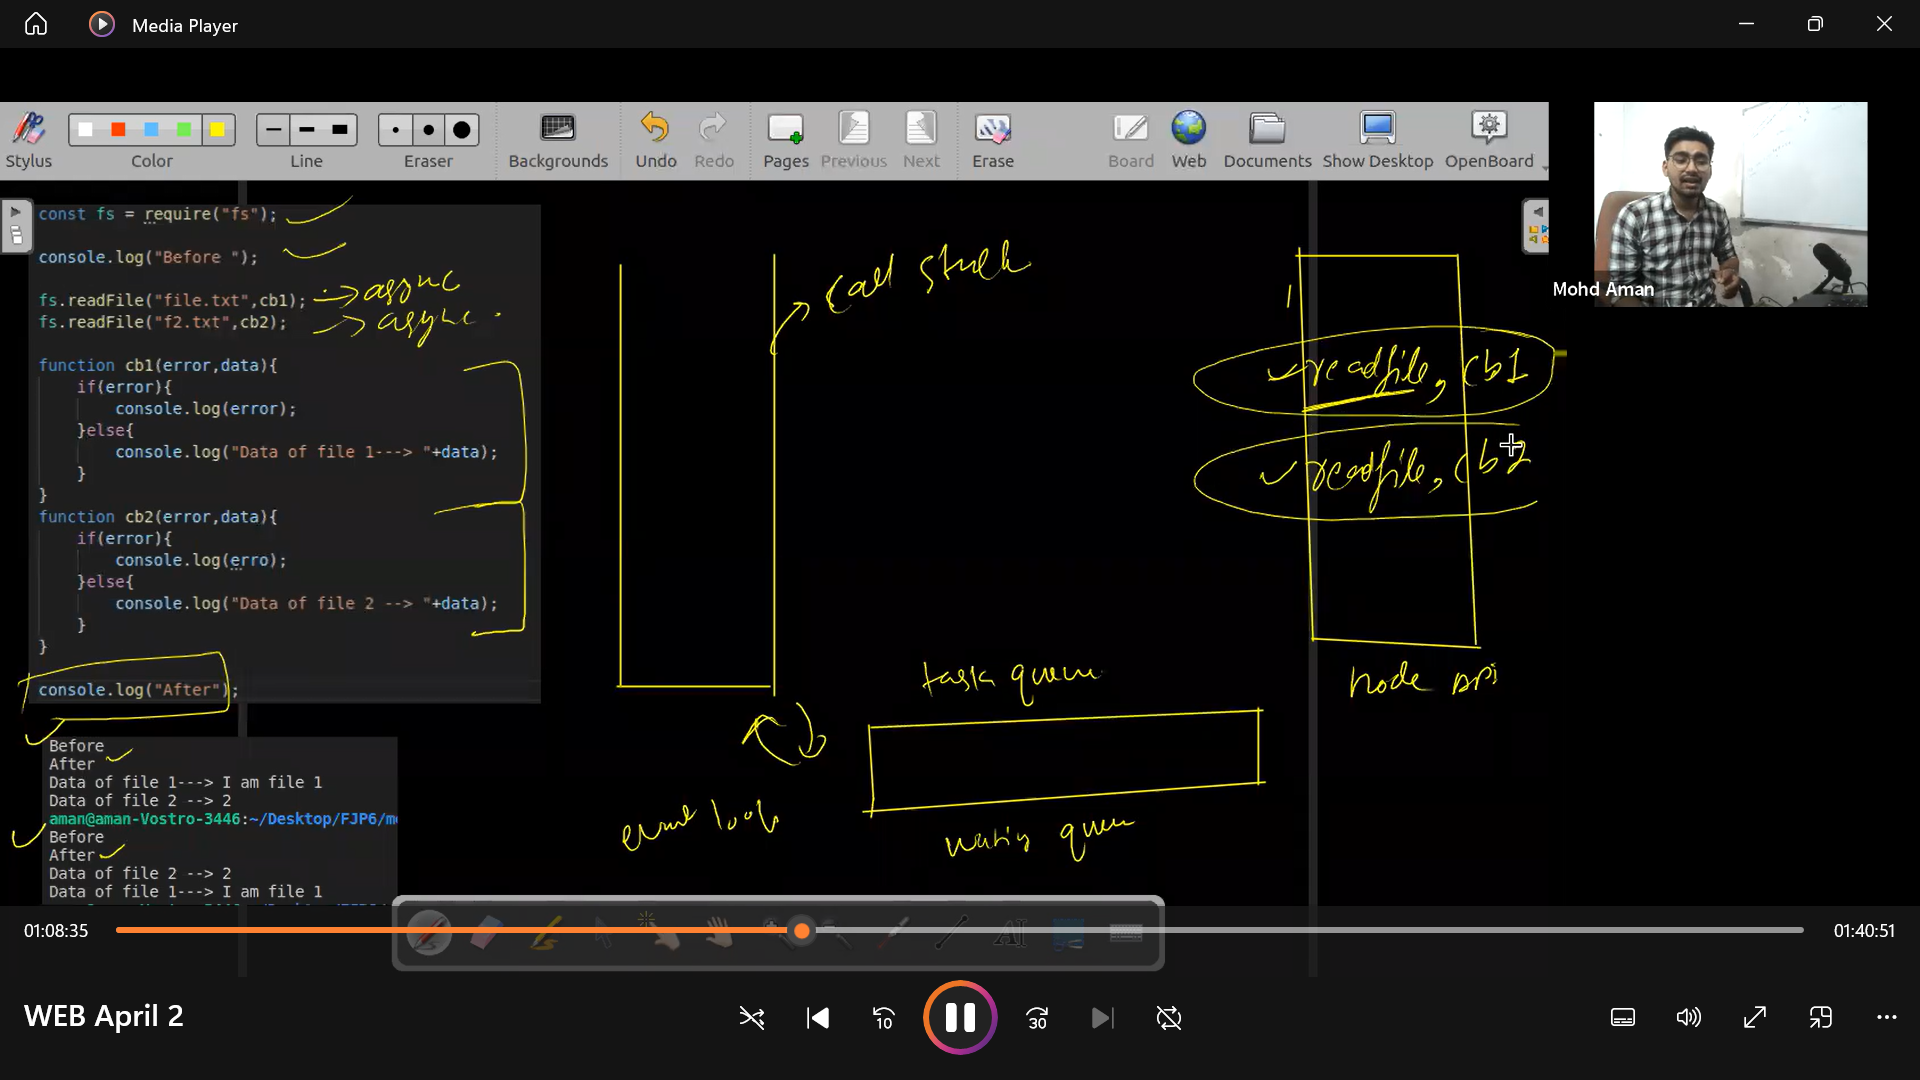 Media Player
Stylus
Color
Line
Eraser
Backgrounds
Undo
Redo
Pages
Previous
Next
Erase
Board
Web
Documents
Show Desktop
OpenBoard
const fs = require("fs");
console.log("Before ");
fs.readFile("file.txt",cb1);
fs.readFile("f2.txt",cb2);
function cb1(error,data){
if(error){
console.log(error);
}else{
console.log("Data of file 1---> "+data);
}
}
function cb2(error,data){
if(error){
console.log(erro);
}else{
console.log("Data of file 2 --> "+data);
}
}
console.log("After");
async
async
Before
After
Data of file 1---> I am file 1
Data of file 2 --> 2
aman@aman-Vostro-3446:~/Desktop/FJP6/m
Before
After
Data of file 2 --> 2
Data of file 1---> I am file 1
Call stack
event loop
task queue
readfile, cb1
readfile, cb2
node api
Mohd Aman
01:08:35
01:40:51
WEB April 2
10
30